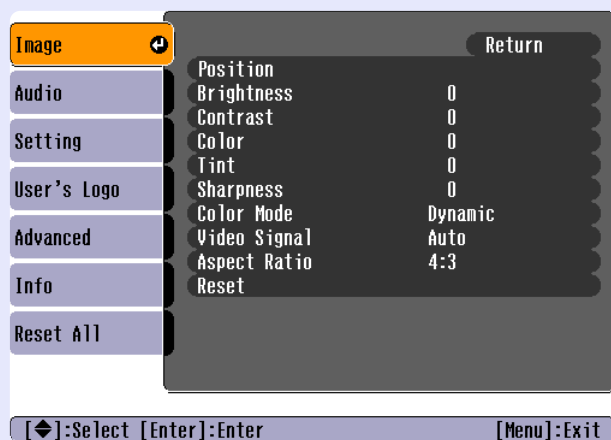 Image
Audio
Setting
User's Logo
Advanced
Info
Reset All
Return
Position
Brightness 0
Contrast 0
Color 0
Tint 0
Sharpness 0
Color Mode Dynamic
Video Signal Auto
Aspect Ratio 4:3
Reset
[◆]:Select [Enter]:Enter [Menu]:Exit